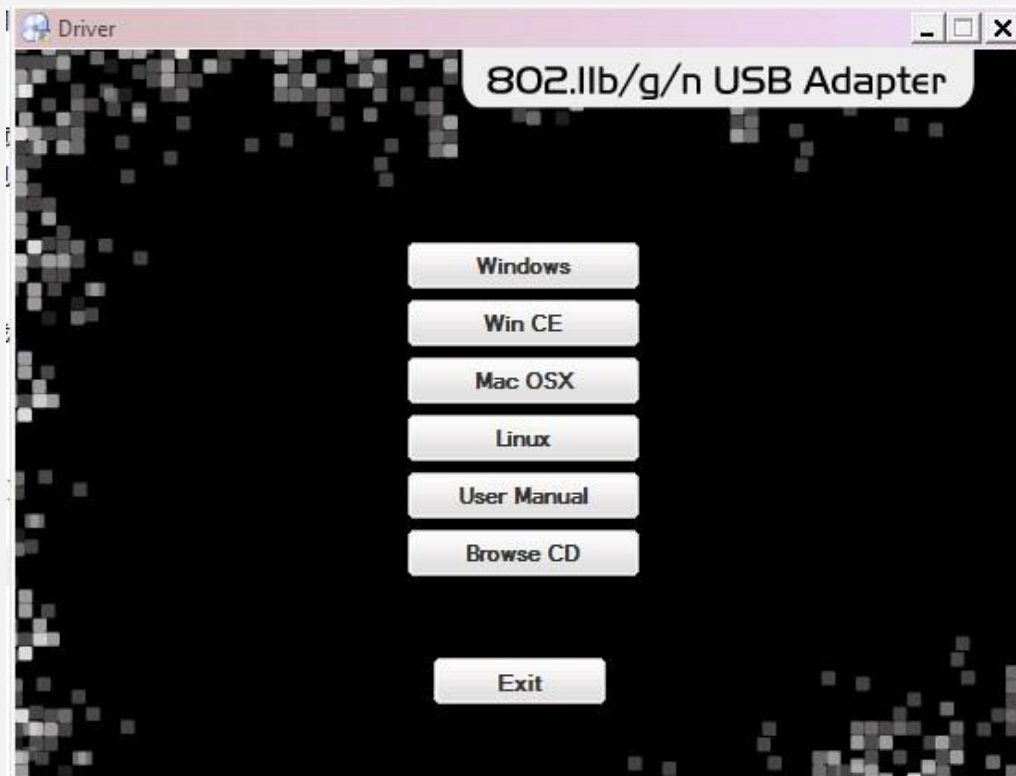 Driver
802.11b/g/n USB Adapter
Windows
Win CE
Mac OSX
Linux
User Manual
Browse CD
Exit